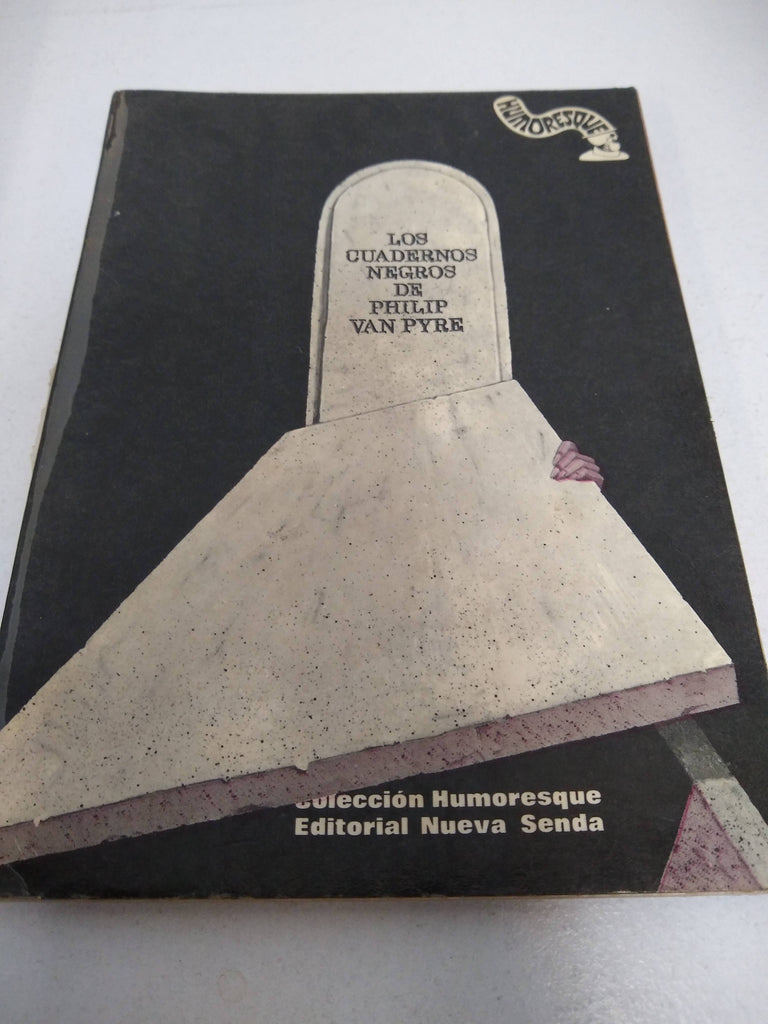 HUMORESQUE
LOS
CUADERNOS
NEGROS
DE
PHILIP
VAN PYRE
Colección Humoresque
Editorial Nueva Senda